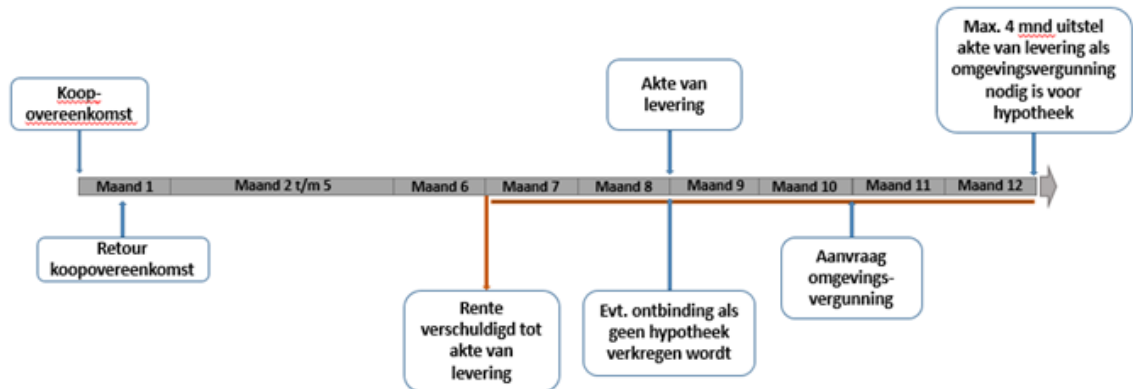 Koop-
overeenkomst
Akte van
levering
Max. 4 mnd uitstel
akte van levering als
omgevingsvergunning
nodig is voor
hypotheek
Maand 1
Maand 2 t/m 5
Maand 6
Maand 7
Maand 8
Maand 9
Maand 10
Maand 11
Maand 12
Retour
koopovereenkomst
Rente
verschuldigd tot
akte van
levering
Evt. ontbinding als
geen hypotheek
verkregen wordt
Aanvraag
omgevings-
vergunning